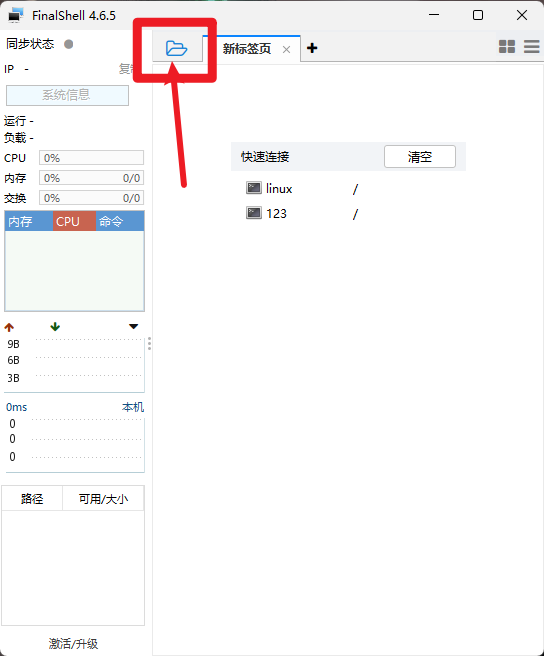 FinalShell 4.6.5
同步状态
IP -
系统信息
运行 -
负载 -
CPU 0%
内存 0% 0/0
交换 0% 0/0
内存 CPU 命令
9B
6B
3B
0ms 本机
0
0
0
路径 可用/大小
激活/升级
新标签页
快速连接 清空
linux /
123 /